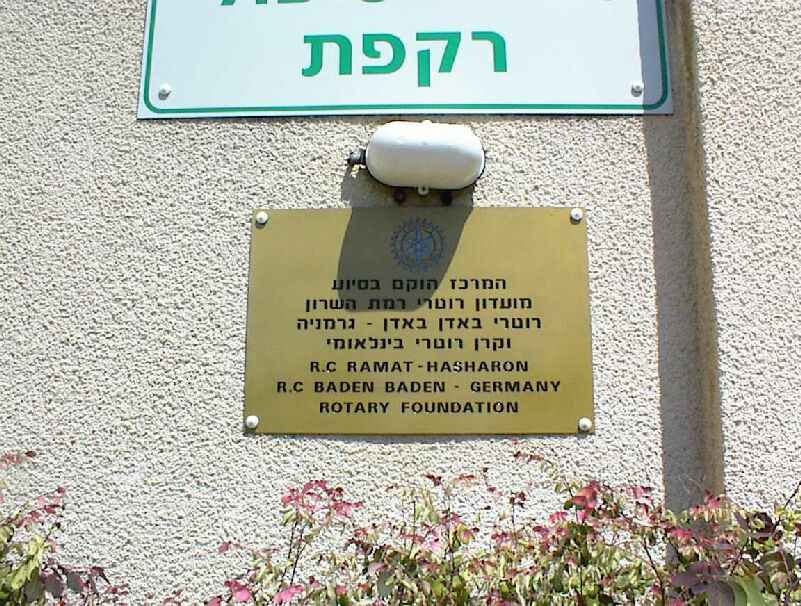 רקפת
המרכז הוקם בסיוע
מועדון רוטרי רמת השרון
רוטרי באדן באדן - גרמניה
וקרן רוטרי בינלאומי
R.C RAMAT-HASHARON
R.C BADEN BADEN - GERMANY
ROTARY FOUNDATION